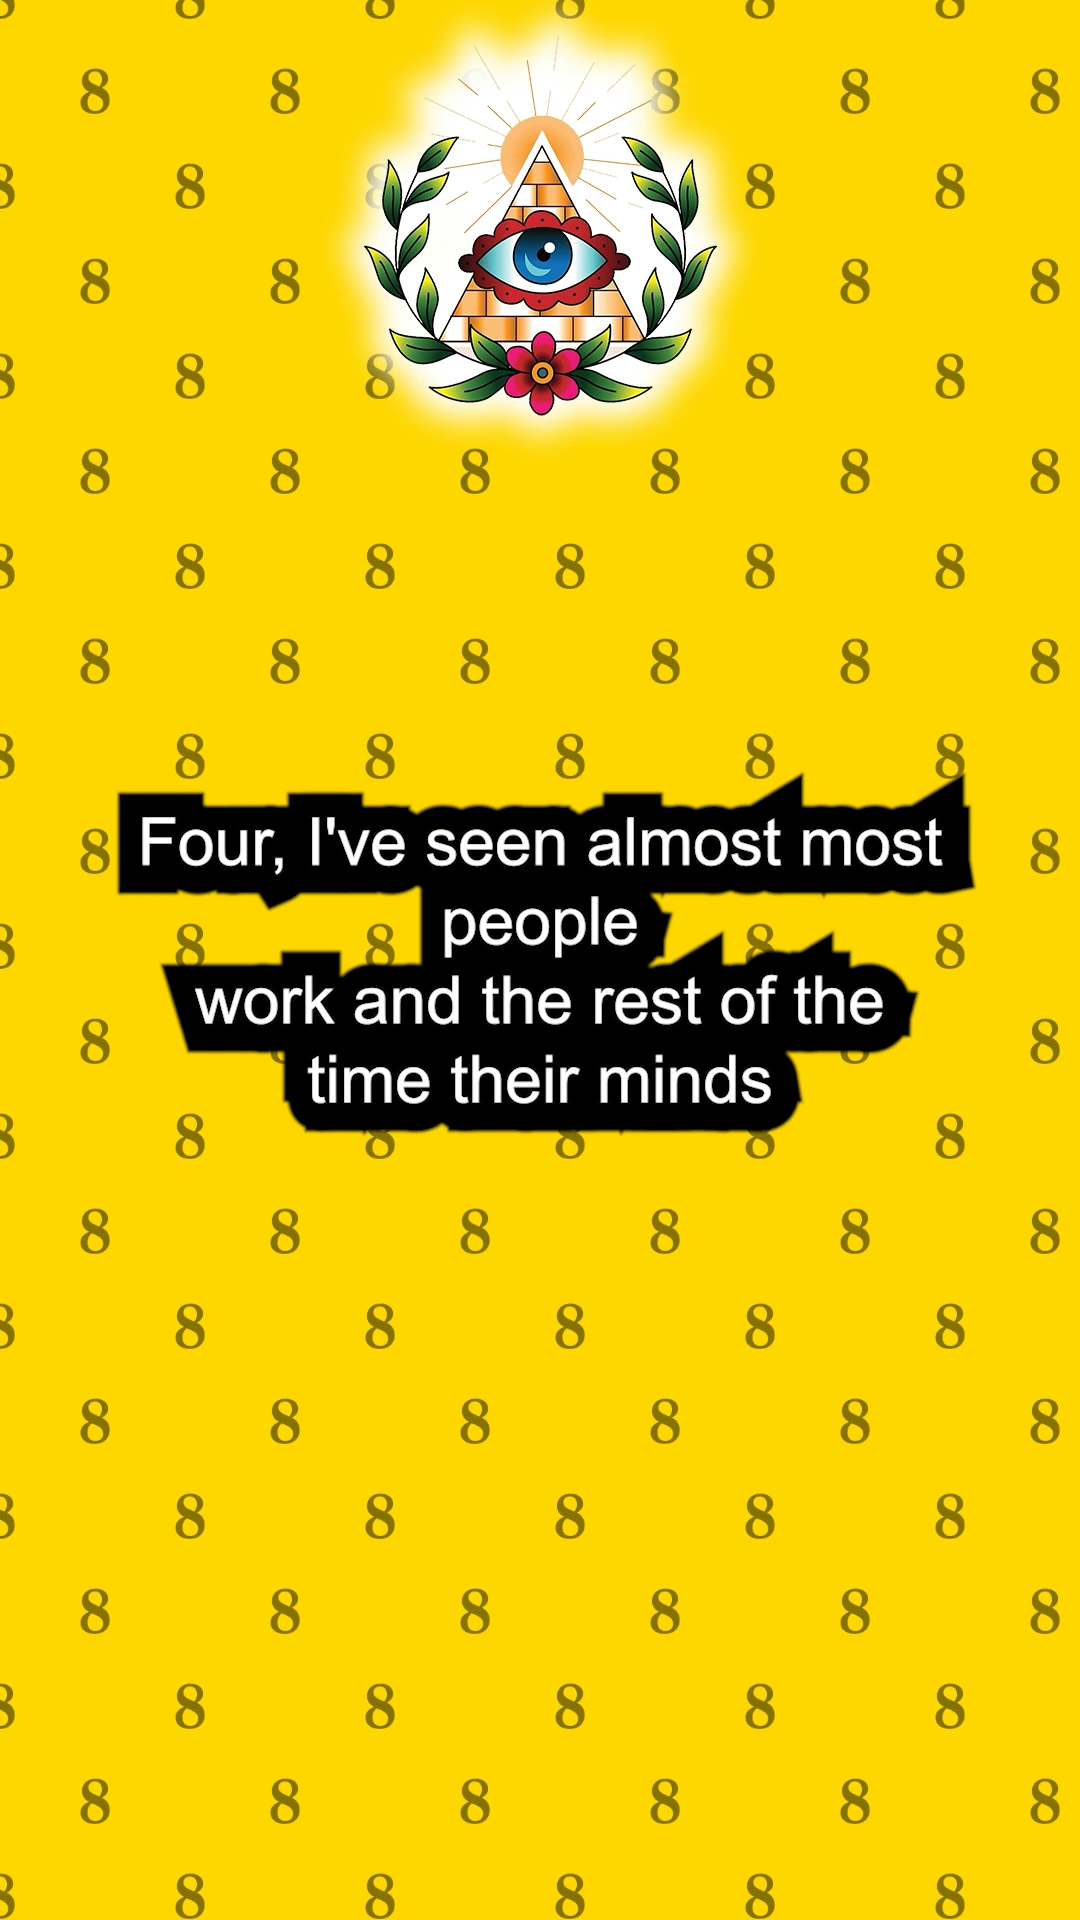 Four, I've seen almost most
people
work and the rest of the
time their minds